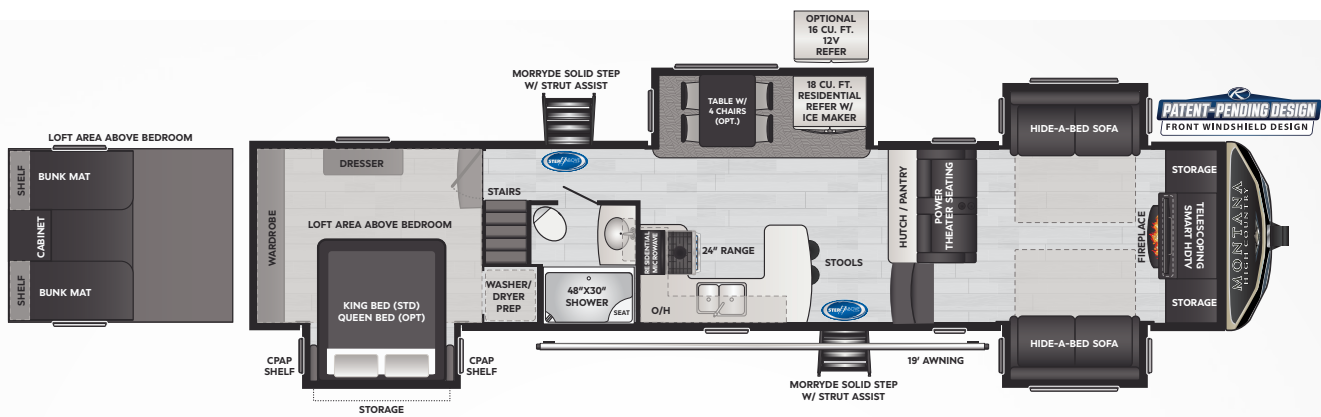 OPTIONAL
16 CU. FT.
12V
REFER
MORRYDE SOLID STEP
W/ STRUT ASSIST
TABLE W/
4 CHAIRS
(OPT.)
18 CU. FT.
RESIDENTIAL
REFER W/
ICE MAKER
HIDE-A-BED SOFA
PATENT-PENDING DESIGN
FRONT WINDSHIELD DESIGN
LOFT AREA ABOVE BEDROOM
SHELF
BUNK MAT
CABINET
SHELF
BUNK MAT
WARDROBE
DRESSER
LOFT AREA ABOVE BEDROOM
KING BED (STD)
QUEEN BED (OPT)
CPAP
SHELF
CPAP
SHELF
STORAGE
STAIRS
STEP ABOVE
WASHER/
DRYER
PREP
48"X30"
SHOWER
SEAT
RESIDENTIAL
MICROWAVE
24" RANGE
O/H
STOOLS
STEP ABOVE
HUTCH / PANTRY
POWER
THEATER SEATING
STORAGE
FIREPLACE
TELESCOPING
SMART HDTV
STORAGE
MONTANA
HIGH COUNTRY
19' AWNING
HIDE-A-BED SOFA
MORRYDE SOLID STEP
W/ STRUT ASSIST